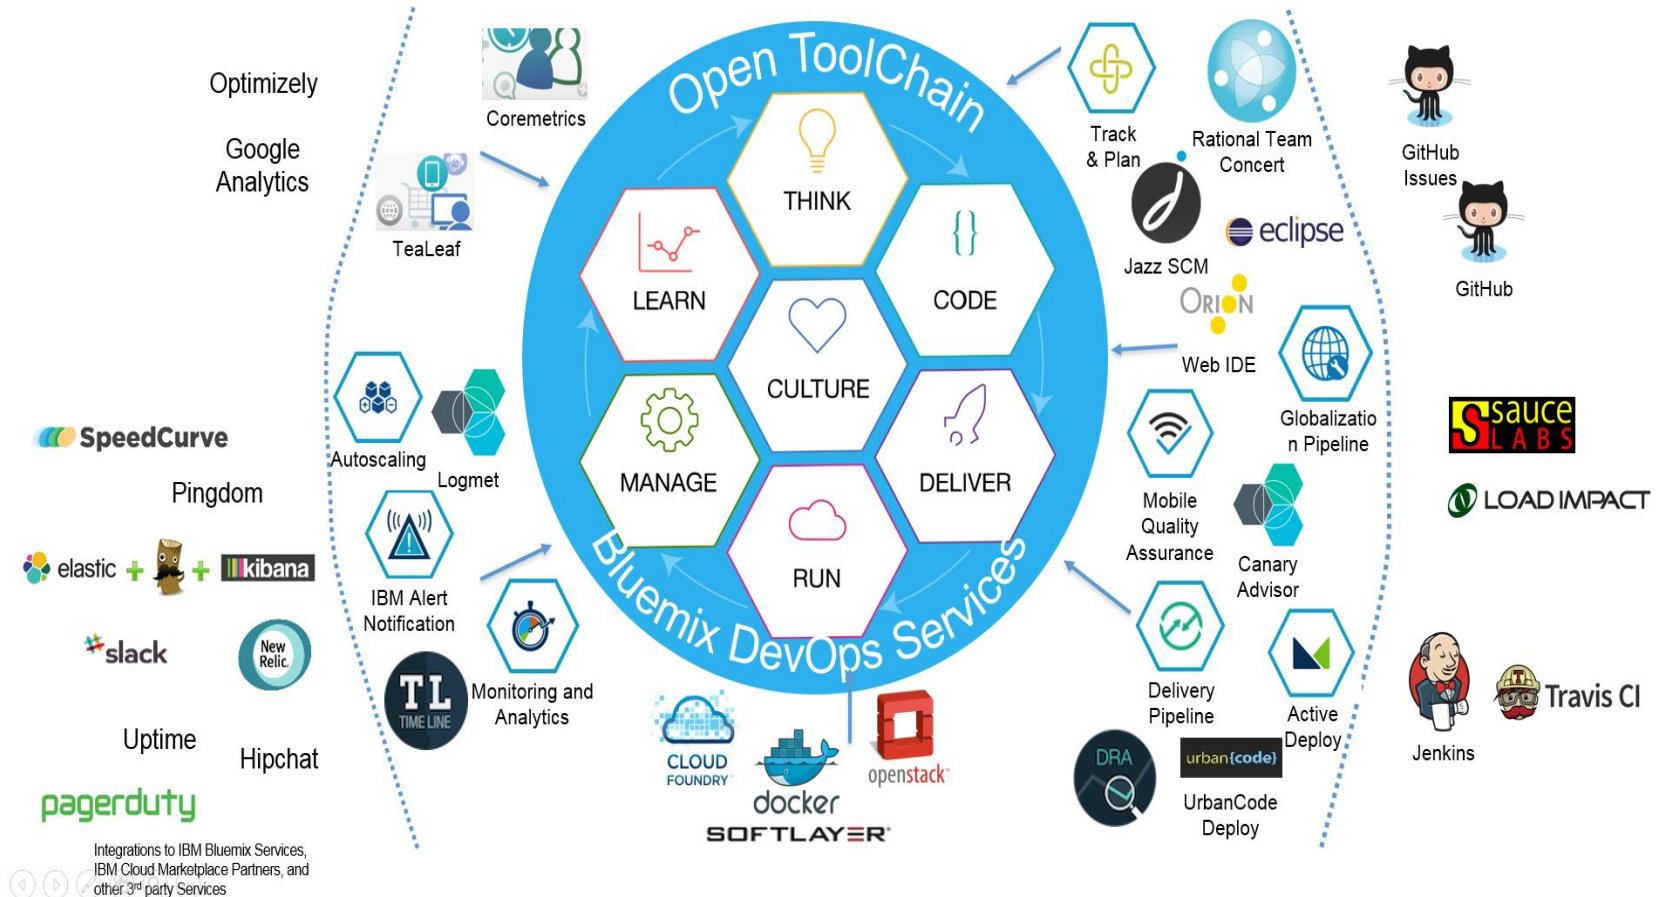 Open ToolChain
THINK
LEARN
CODE
CULTURE
MANAGE
DELIVER
RUN
Bluemix DevOps Services
Optimizely
Google
Analytics
Coremetrics
TeaLeaf
Autoscaling
Logmet
SpeedCurve
Pingdom
elastic + + kibana
IBM Alert
Notification
slack
New
Relic.
TL
TIME LINE
Monitoring and
Analytics
Uptime
Hipchat
pagerduty
Integrations to IBM Bluemix Services,
IBM Cloud Marketplace Partners, and
other 3rd party Services
CLOUD
FOUNDRY™
docker
openstack™
SOFTLAYER®
Track
& Plan
Rational Team
Concert
Jazz SCM
eclipse
ORION
Web IDE
Globalizatio
n Pipeline
Mobile
Quality
Assurance
Canary
Advisor
Delivery
Pipeline
Active
Deploy
DRA
urban{code}
UrbanCode
Deploy
GitHub
Issues
GitHub
sauce
LABS
LOAD IMPACT
Jenkins
T
Travis CI